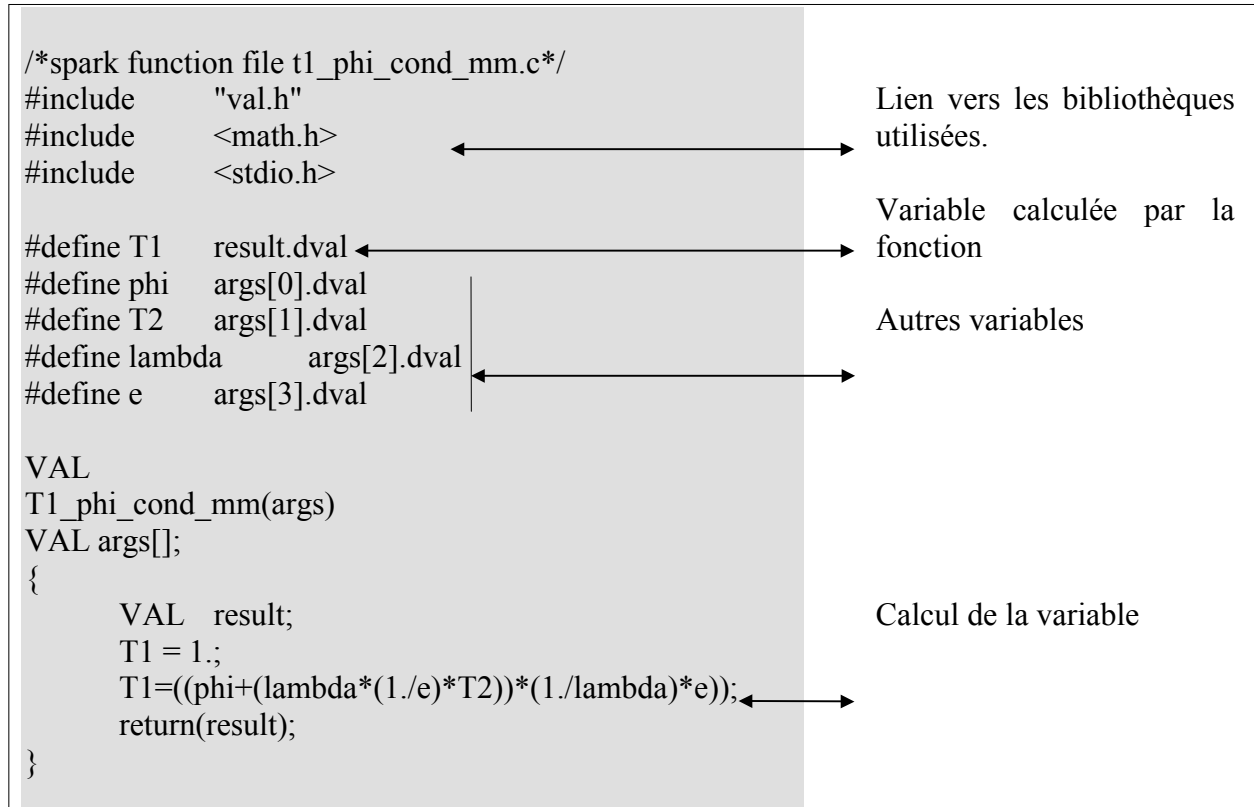 /*spark function file t1_phi_cond_mm.c*/
#include "val.h"
#include <math.h>
#include <stdio.h>
Lien vers les bibliothèques
utilisées.
#define T1 result.dval
Variable calculée par la
fonction
#define phi args[0].dval
#define T2 args[1].dval
#define lambda args[2].dval
#define e args[3].dval
Autres variables
VAL
T1_phi_cond_mm(args)
VAL args[];
{
VAL result;
T1 = 1.;
T1=((phi+(lambda*(1./e)*T2))*(1./lambda)*e));
return(result);
}
Calcul de la variable